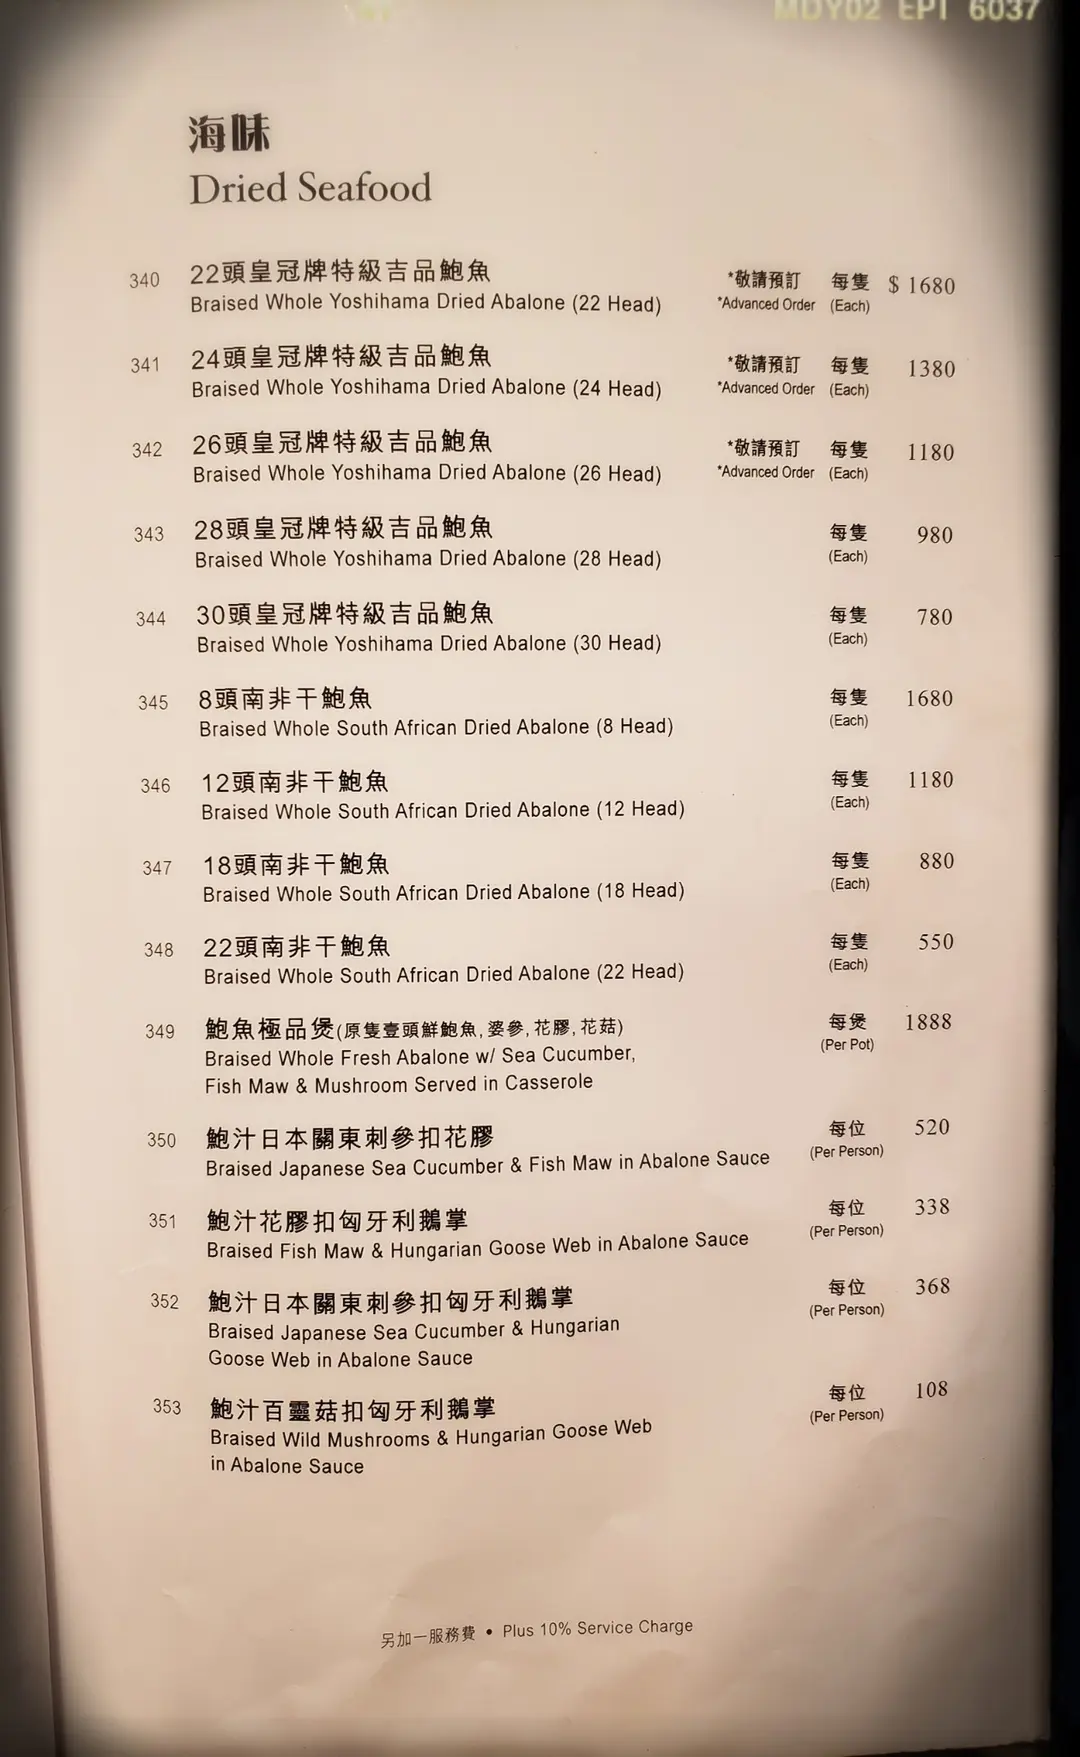 MDY02 EPI 6037
海味
Dried Seafood
340 22頭皇冠牌特級吉品鮑魚 *敬請預訂 每隻 $ 1680
Braised Whole Yoshihama Dried Abalone (22 Head) *Advanced Order (Each)
341 24頭皇冠牌特級吉品鮑魚 *敬請預訂 每隻 1380
Braised Whole Yoshihama Dried Abalone (24 Head) *Advanced Order (Each)
342 26頭皇冠牌特級吉品鮑魚 *敬請預訂 每隻 1180
Braised Whole Yoshihama Dried Abalone (26 Head) *Advanced Order (Each)
343 28頭皇冠牌特級吉品鮑魚 每隻 980
Braised Whole Yoshihama Dried Abalone (28 Head) (Each)
344 30頭皇冠牌特級吉品鮑魚 每隻 780
Braised Whole Yoshihama Dried Abalone (30 Head) (Each)
345 8頭南非干鮑魚 每隻 1680
Braised Whole South African Dried Abalone (8 Head) (Each)
346 12頭南非干鮑魚 每隻 1180
Braised Whole South African Dried Abalone (12 Head) (Each)
347 18頭南非干鮑魚 每隻 880
Braised Whole South African Dried Abalone (18 Head) (Each)
348 22頭南非干鮑魚 每隻 550
Braised Whole South African Dried Abalone (22 Head) (Each)
349 鮑魚極品煲(原隻壹頭鮮鮑魚,婆參,花膠,花菇) 每煲 1888
Braised Whole Fresh Abalone w/ Sea Cucumber, (Per Pot)
Fish Maw & Mushroom Served in Casserole
350 鮑汁日本關東刺參扣花膠 每位 520
Braised Japanese Sea Cucumber & Fish Maw in Abalone Sauce (Per Person)
351 鮑汁花膠扣匈牙利鵝掌 每位 338
Braised Fish Maw & Hungarian Goose Web in Abalone Sauce (Per Person)
352 鮑汁日本關東刺參扣匈牙利鵝掌 每位 368
Braised Japanese Sea Cucumber & Hungarian (Per Person)
Goose Web in Abalone Sauce
353 鮑汁百靈菇扣匈牙利鵝掌 每位 108
Braised Wild Mushrooms & Hungarian Goose Web (Per Person)
in Abalone Sauce
另加一服務費 • Plus 10% Service Charge